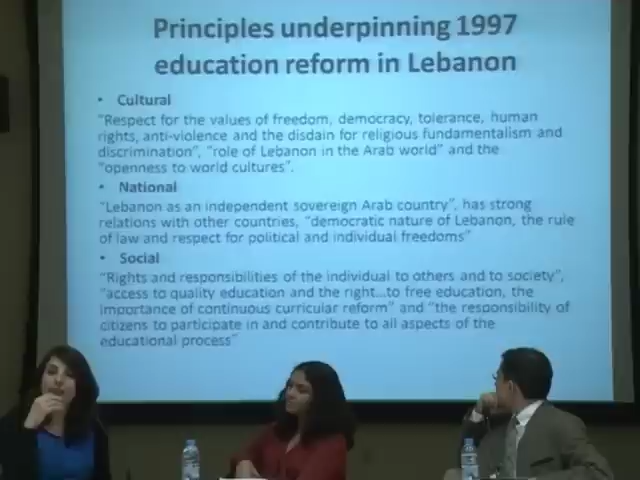 Principles underpinning 1997
education reform in Lebanon
• Cultural
"Respect for the values of freedom, democracy, tolerance, human
rights, anti-violence and the disdain for religious fundamentalism and
discrimination", "role of Lebanon in the Arab world" and the
"openness to world cultures".
• National
"Lebanon as an independent sovereign Arab country", has strong
relations with other countries, "democratic nature of Lebanon, the rule
of law and respect for political and individual freedoms"
• Social
"Rights and responsibilities of the individual to others and to society",
"access to quality education and the right...to free education, the
importance of continuous curricular reform" and "the responsibility of
citizens to participate in and contribute to all aspects of the
educational process"